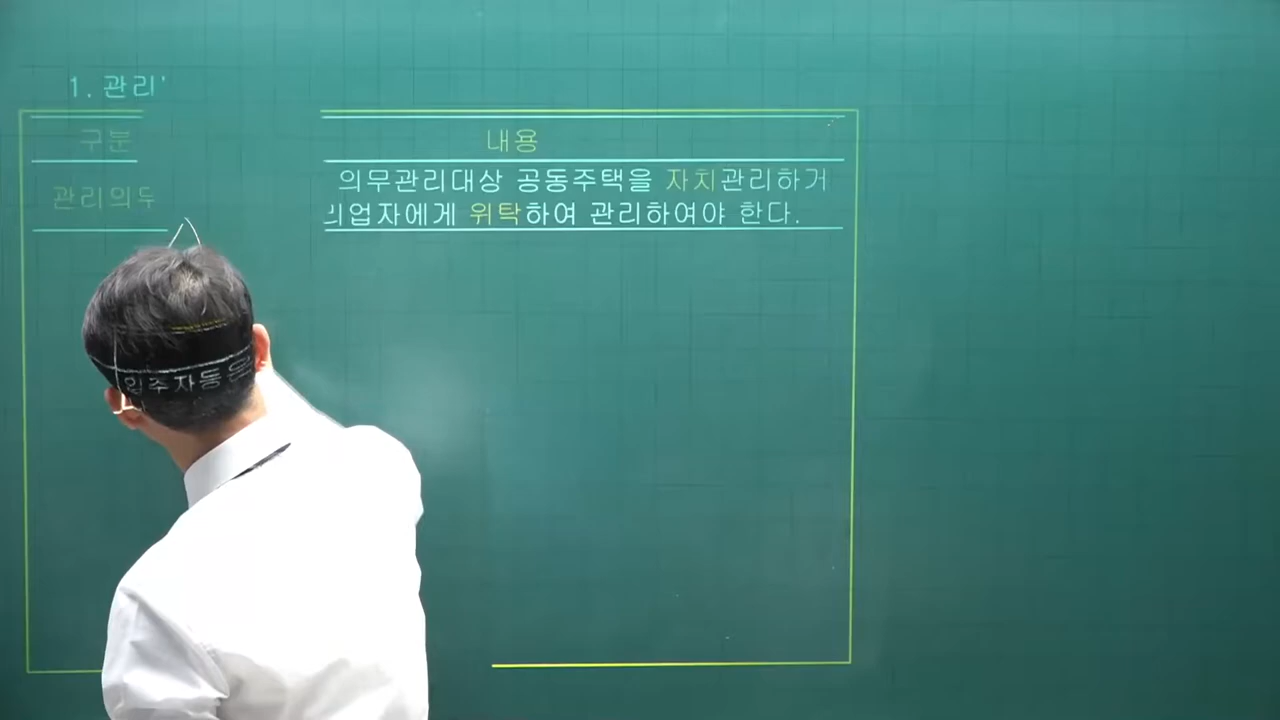 1. 관리
구분 내용
관리의무
의무관리대상 공동주택을 자치관리하거
리업자에게 위탁하여 관리하여야 한다.
입주자등은